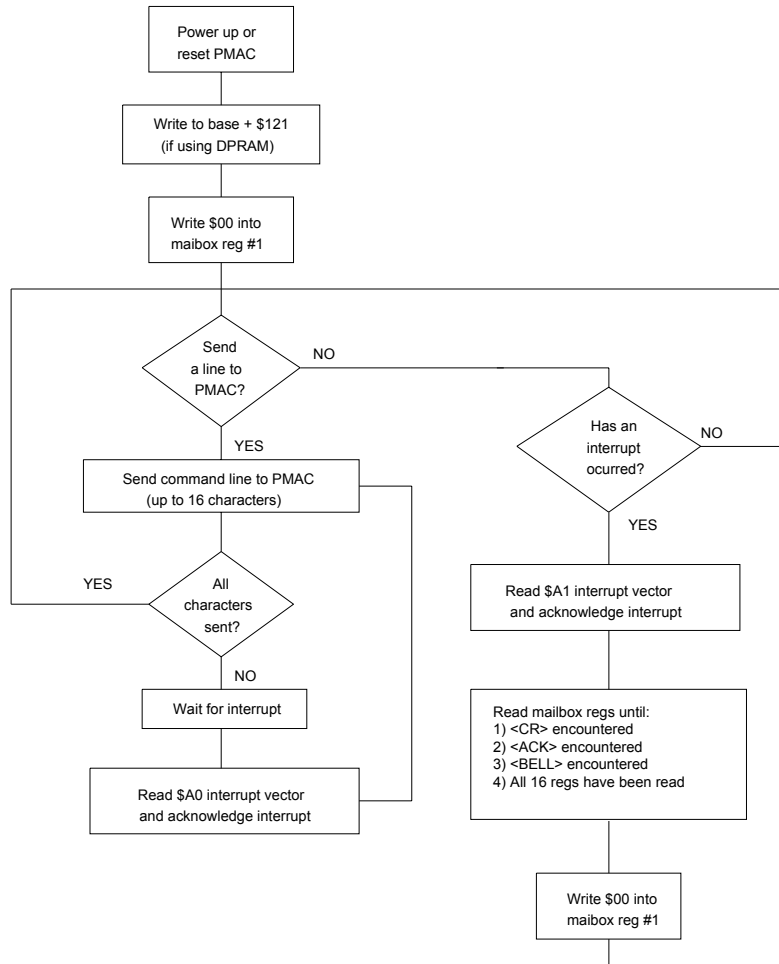 Power up or
reset PMAC
Write to base + $121
(if using DPRAM)
Write $00 into
maibox reg #1
Send
a line to
PMAC?
NO
YES
Send command line to PMAC
(up to 16 characters)
YES
All
characters
sent?
NO
Wait for interrupt
Read $A0 interrupt vector
and acknowledge interrupt
Has an
interrupt
ocurred?
NO
YES
Read $A1 interrupt vector
and acknowledge interrupt
Read mailbox regs until:
1) <CR> encountered
2) <ACK> encountered
3) <BELL> encountered
4) All 16 regs have been read
Write $00 into
maibox reg #1